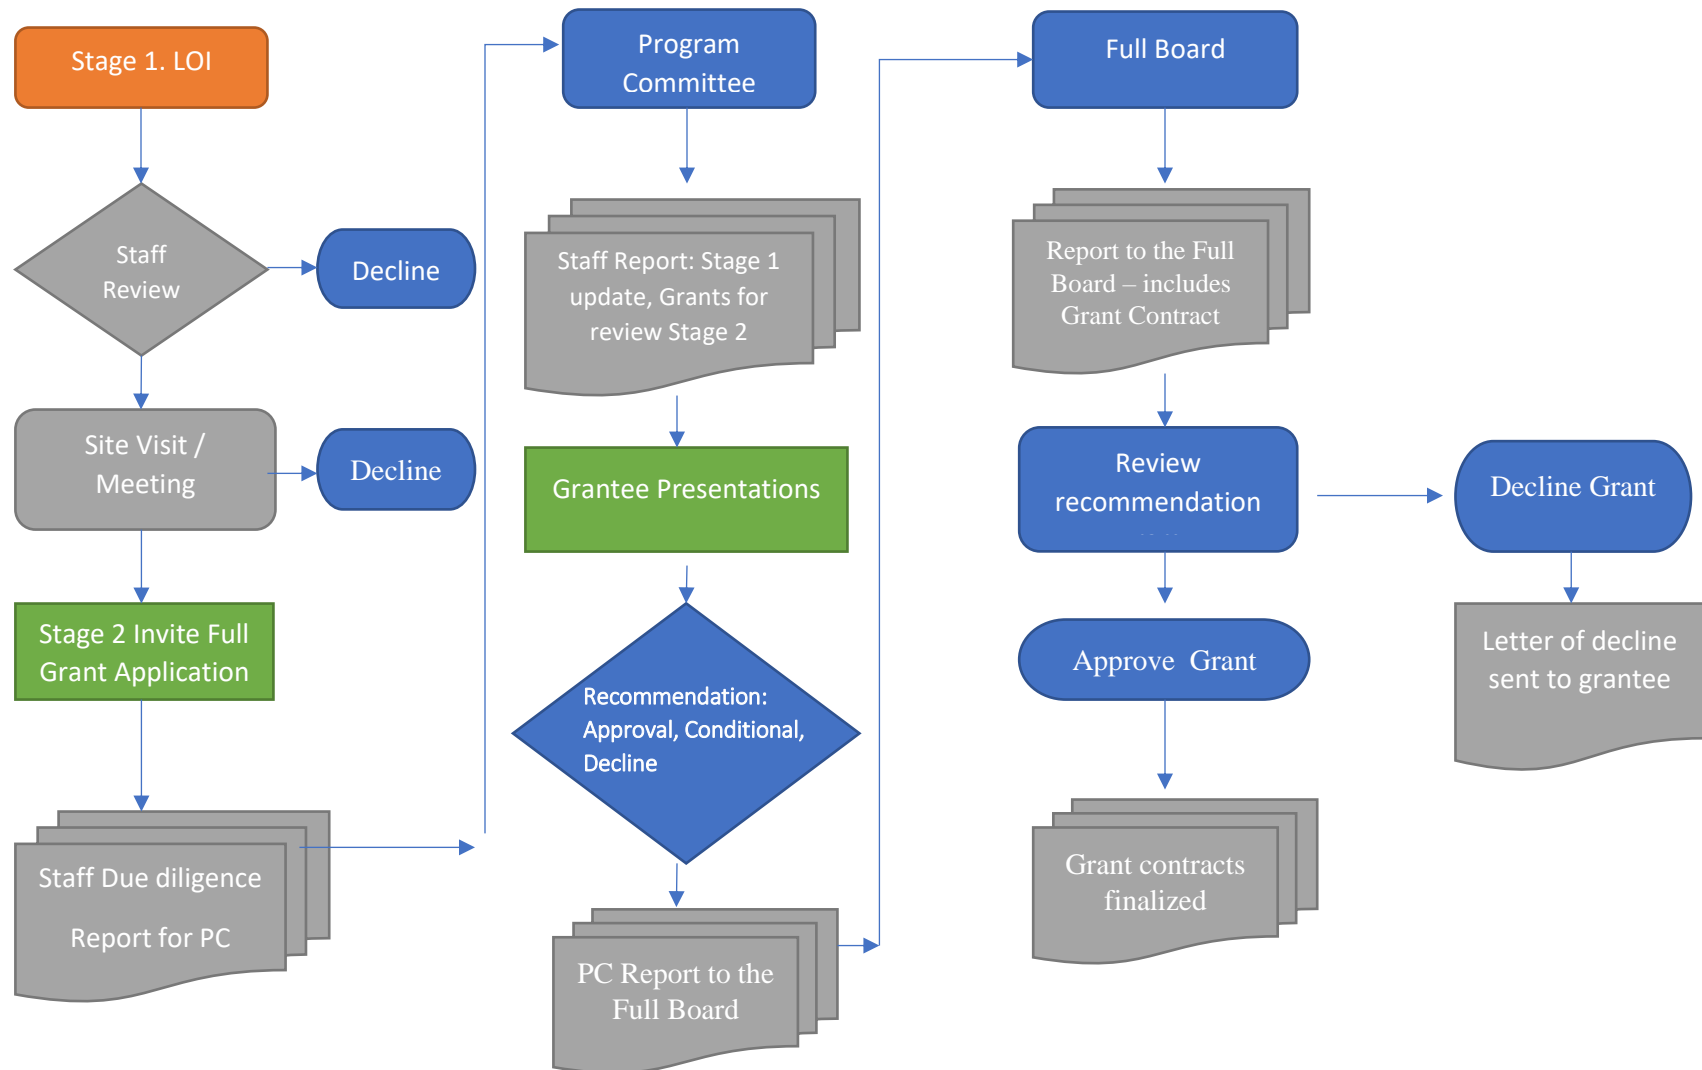 Stage 1. LOI
Staff
Review
Decline
Site Visit /
Meeting
Decline
Stage 2 Invite Full
Grant Application
Staff Due diligence
Report for PC
Program
Committee
Staff Report: Stage 1
update, Grants for
review Stage 2
Grantee Presentations
Recommendation:
Approval, Conditional,
Decline
PC Report to the
Full Board
Full Board
Report to the Full
Board – includes
Grant Contract
Review
recommendation
Approve  Grant
Grant contracts
finalized
Decline Grant
Letter of decline
sent to grantee